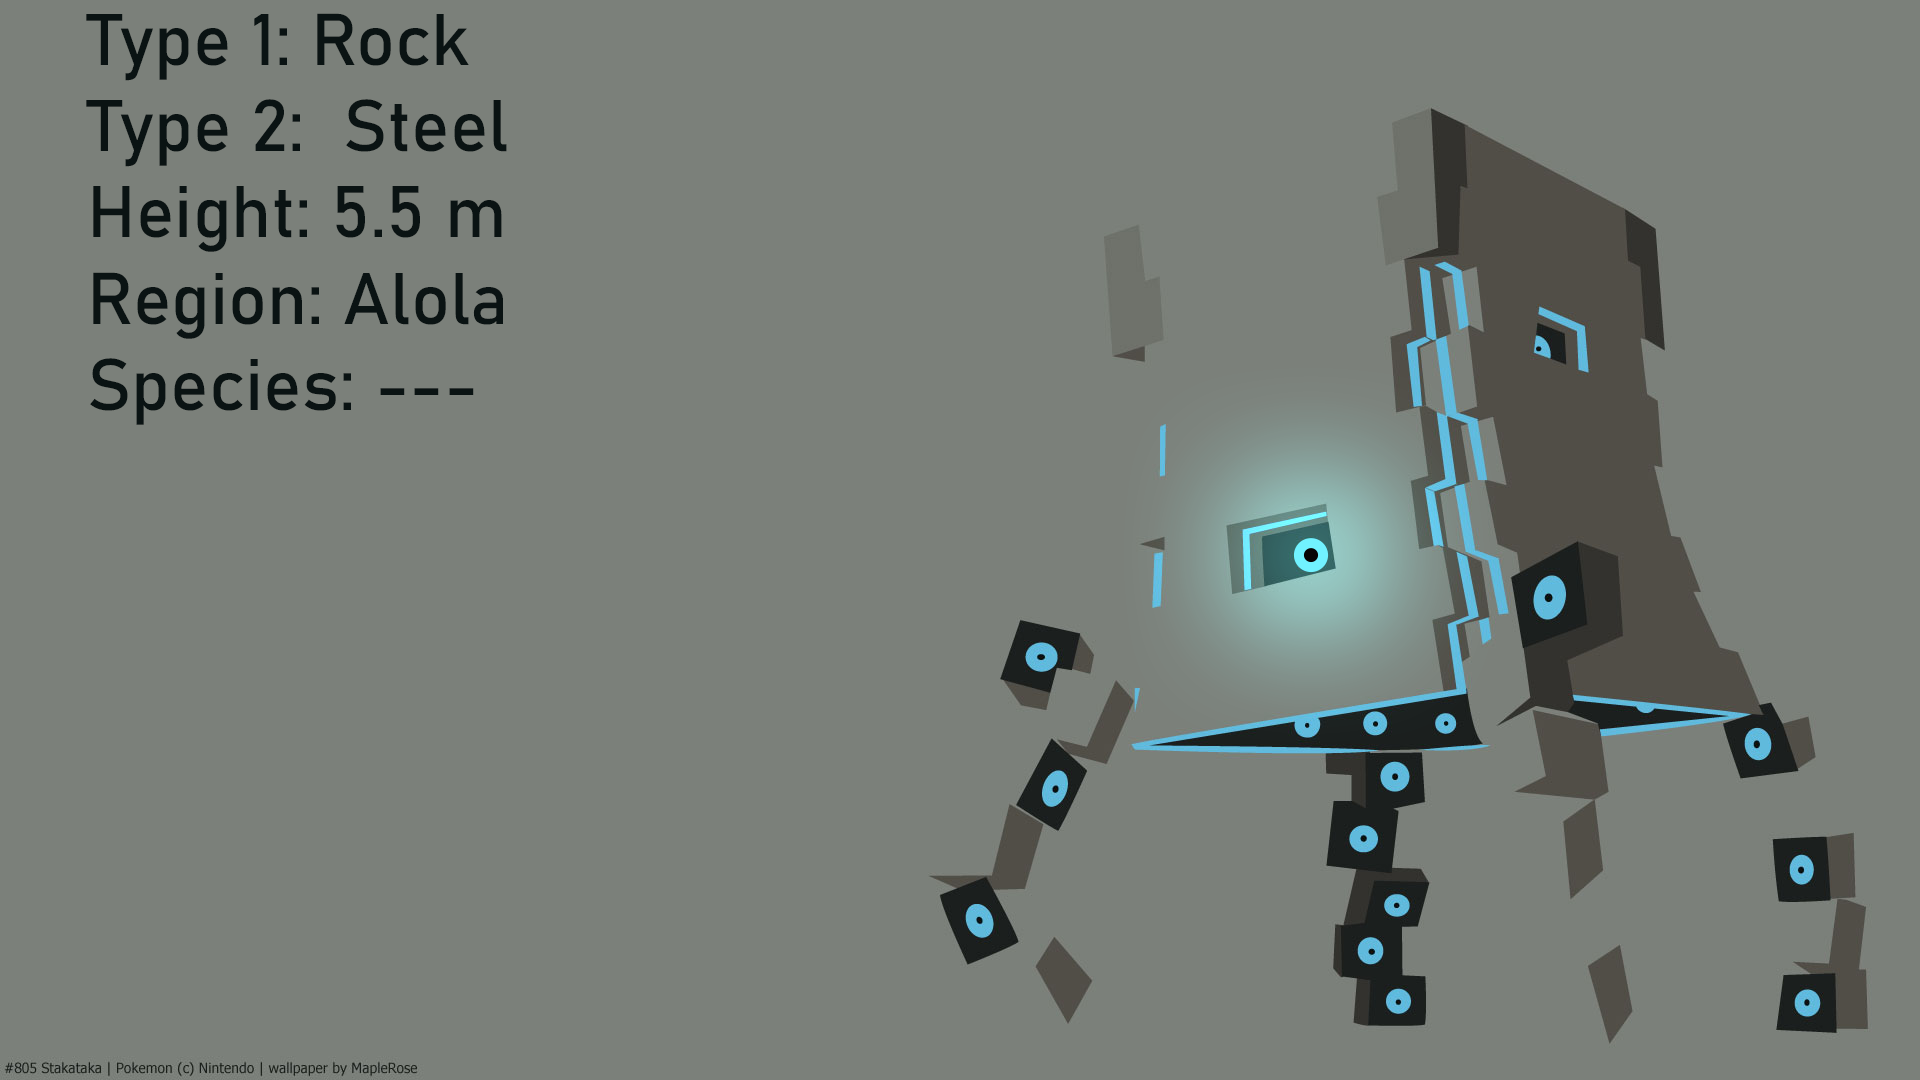 Type 1: Rock
Type 2: Steel
Height: 5.5 m
Region: Alola
Species: ---
#805 Stakataka | Pokemon (c) Nintendo | wallpaper by MapleRose